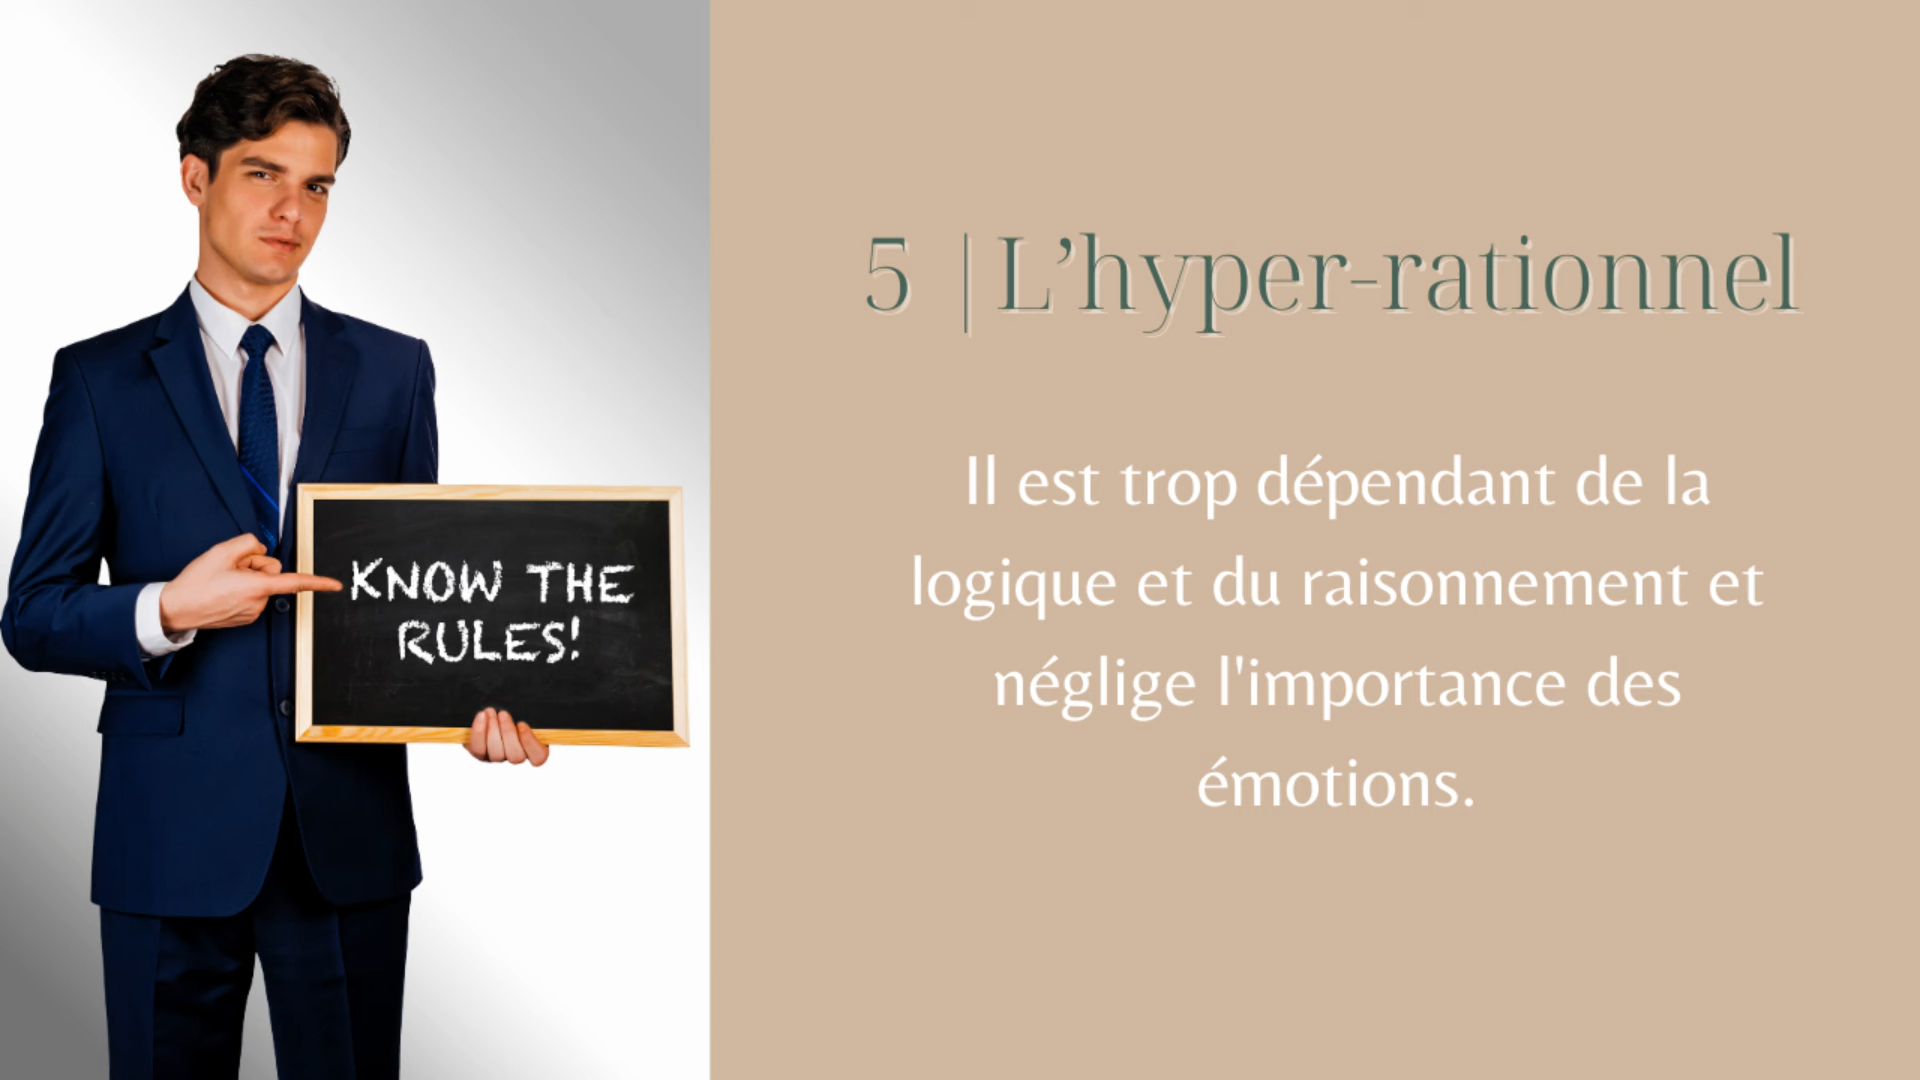 KNOW THE
RULES!
5 | L’hyper-rationnel
Il est trop dépendant de la
logique et du raisonnement et
néglige l'importance des
émotions.